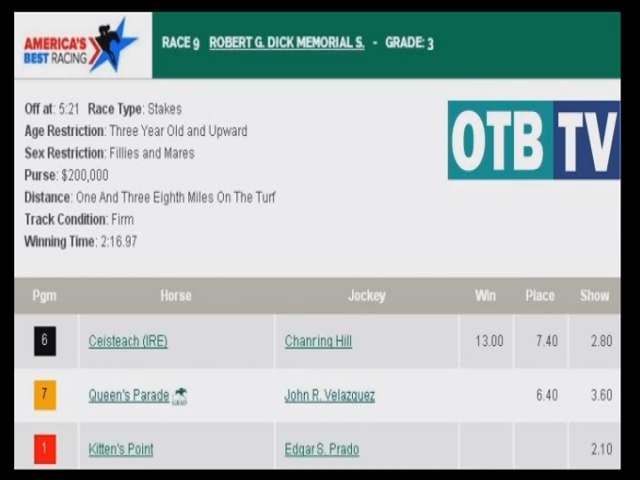 AMERICA'S
BEST RACING
RACE 9 ROBERT G. DICK MEMORIAL S. - GRADE: 3
Off at: 5:21 Race Type: Stakes
Age Restriction: Three Year Old and Upward
Sex Restriction: Fillies and Mares
Purse: $200,000
Distance: One And Three Eighth Miles On The Turf
Track Condition: Firm
Winning Time: 2:16.97
OTB TV
Pgm Horse Jockey Win Place Show
6 Ceisteach (IRE) Channing Hill 13.00 7.40 2.80
7 Queen's Parade John R. Velazquez 6.40 3.60
1 Kitten's Point Edgar S. Prado 2.10